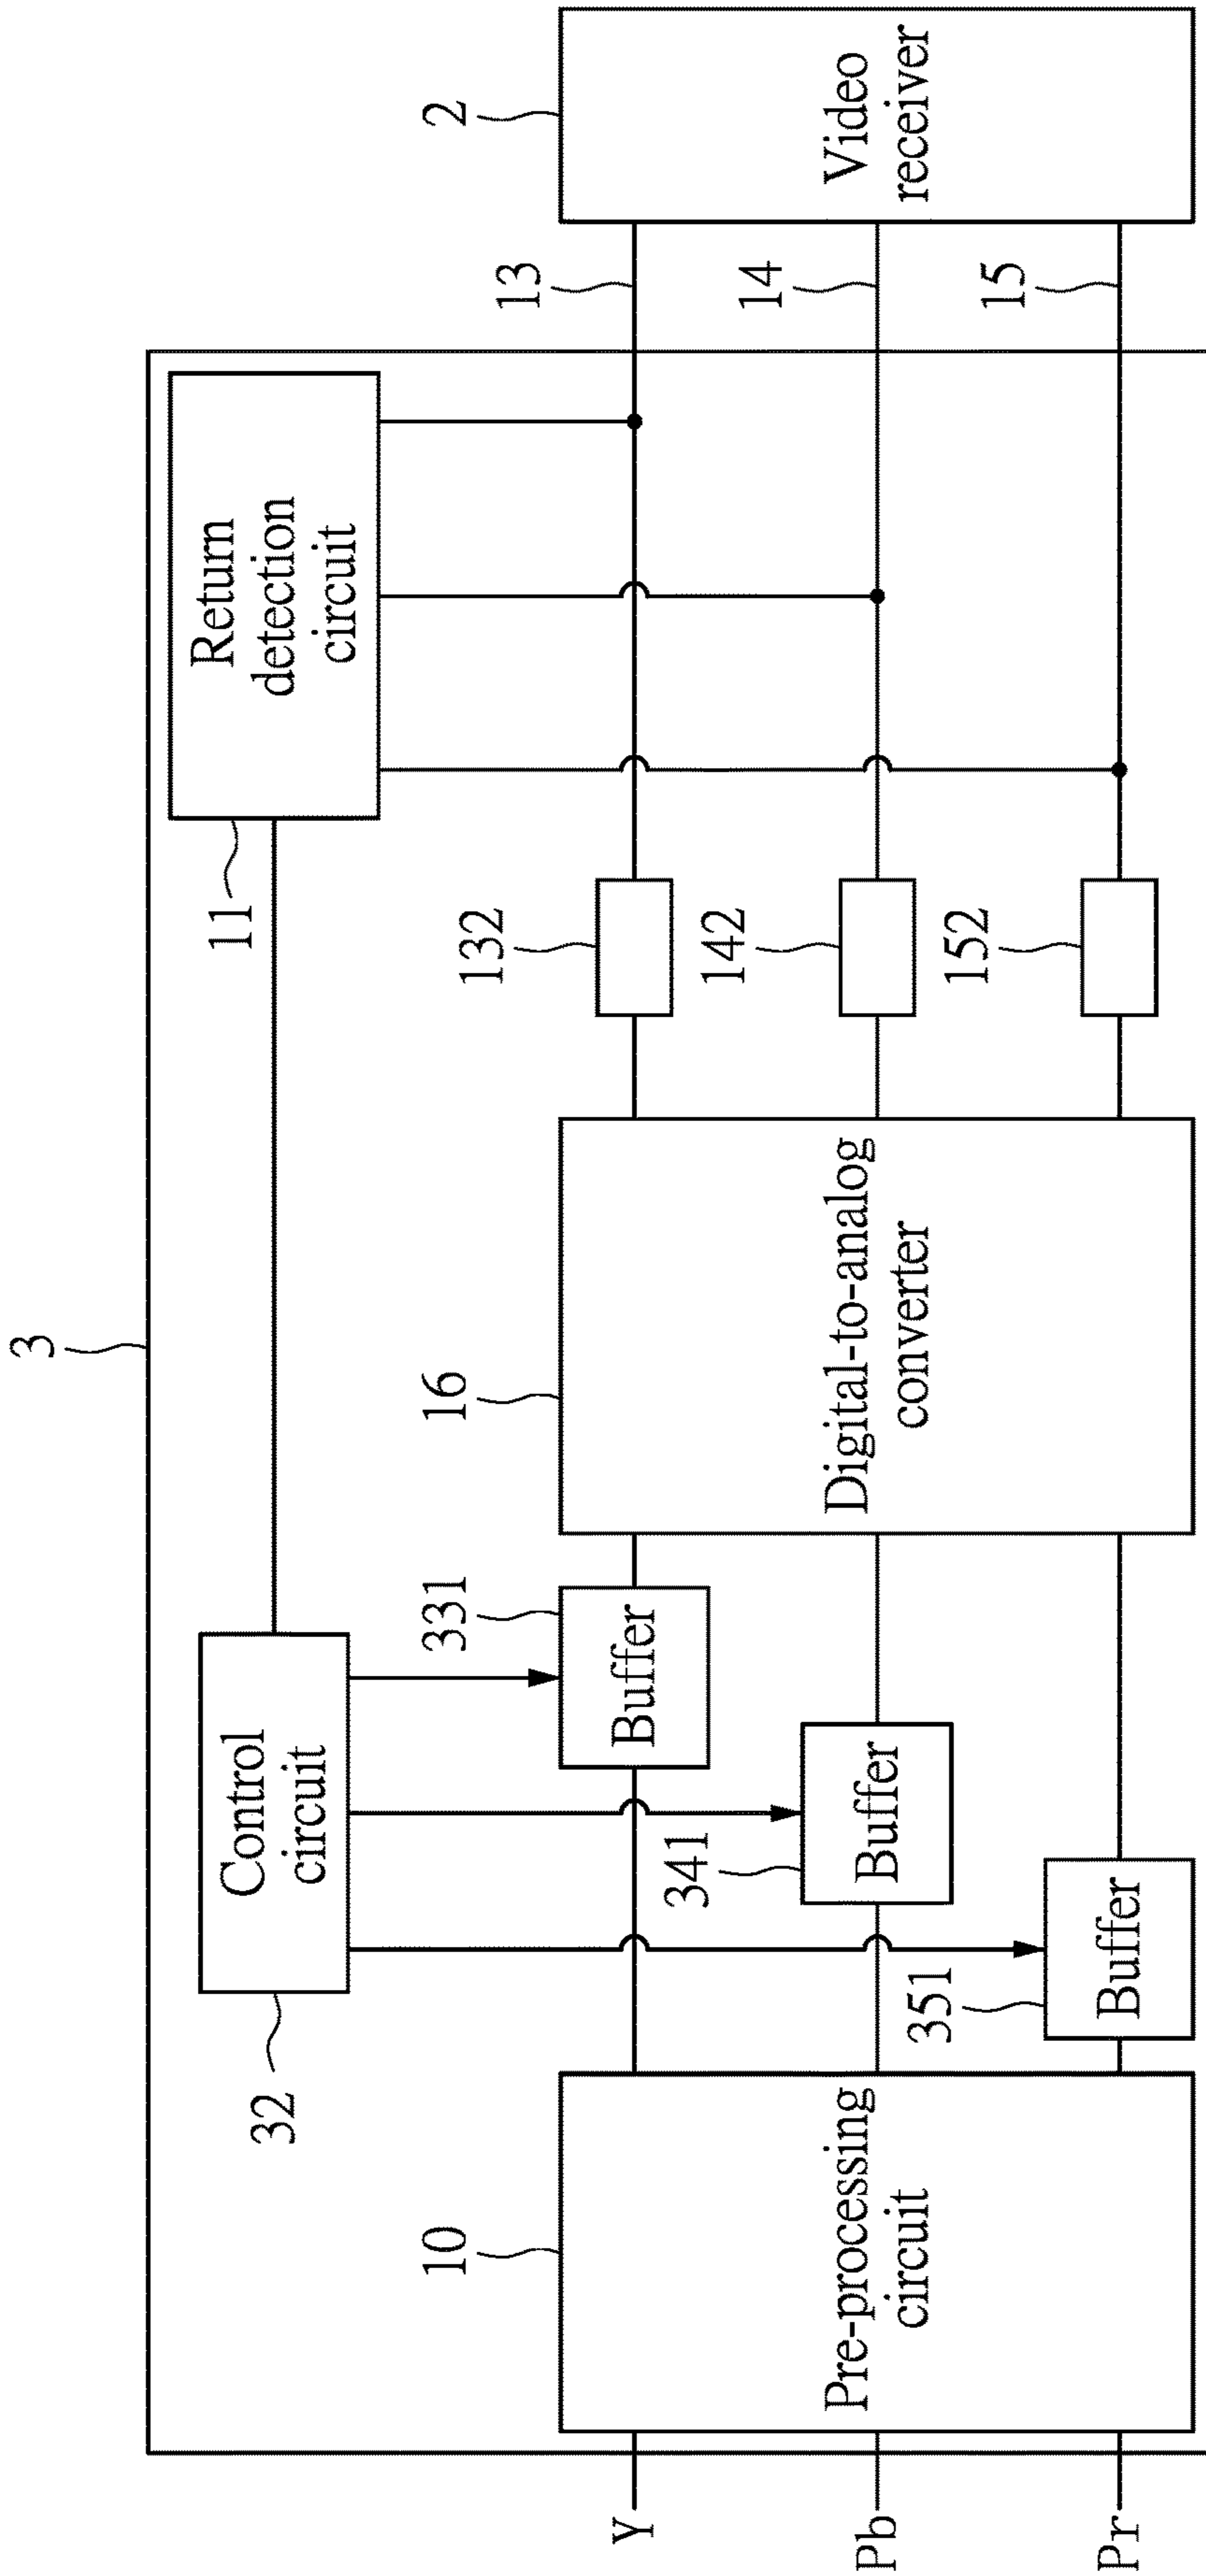 3
32
Control
circuit
11
Return
detection
circuit
10
Pre-processing
circuit
351
Buffer
341
Buffer
331
Buffer
16
Digital-to-analog
converter
132
142
152
13
14
15
2
Video
receiver
Y
Pb
Pr